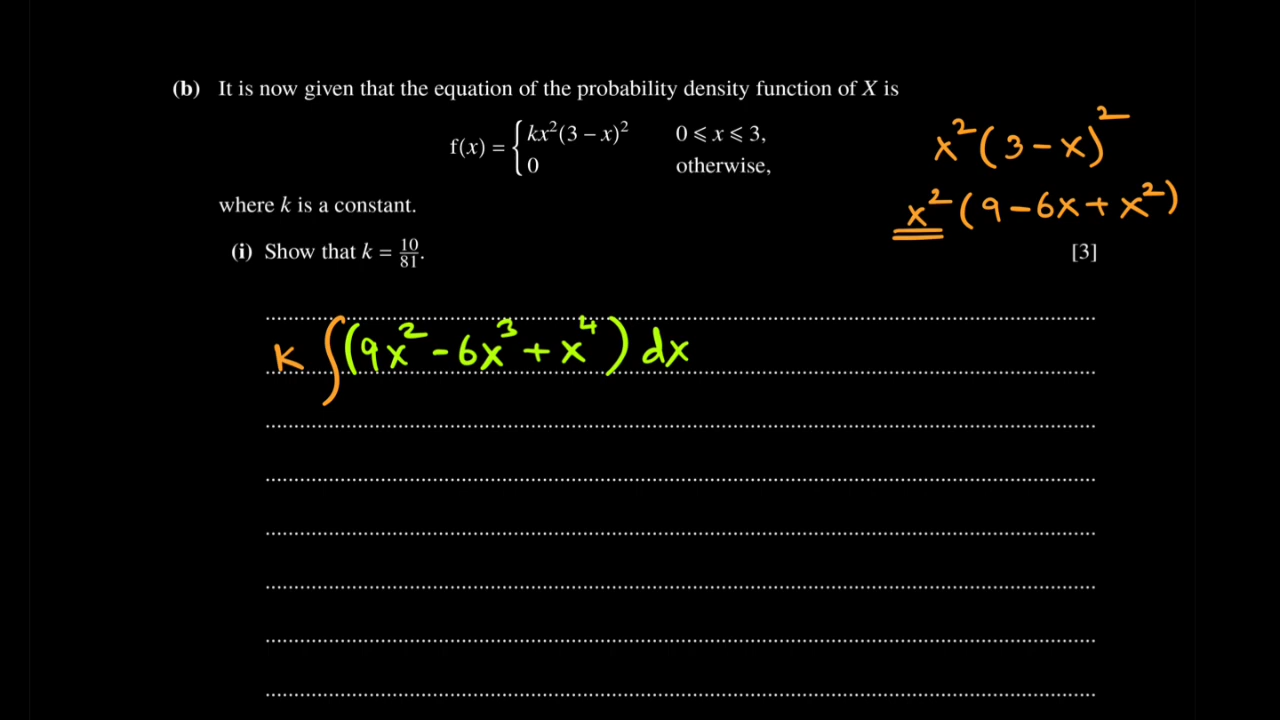 (b) It is now given that the equation of the probability density function of X is
f(x) = { kx²(3 – x)² 0 ⩽ x ⩽ 3,
0 otherwise,
x²(3 – x)²
x²(9 – 6x + x²)
where k is a constant.
(i) Show that k = 10/81. [3]
k ∫(9x² – 6x³ + x⁴) dx